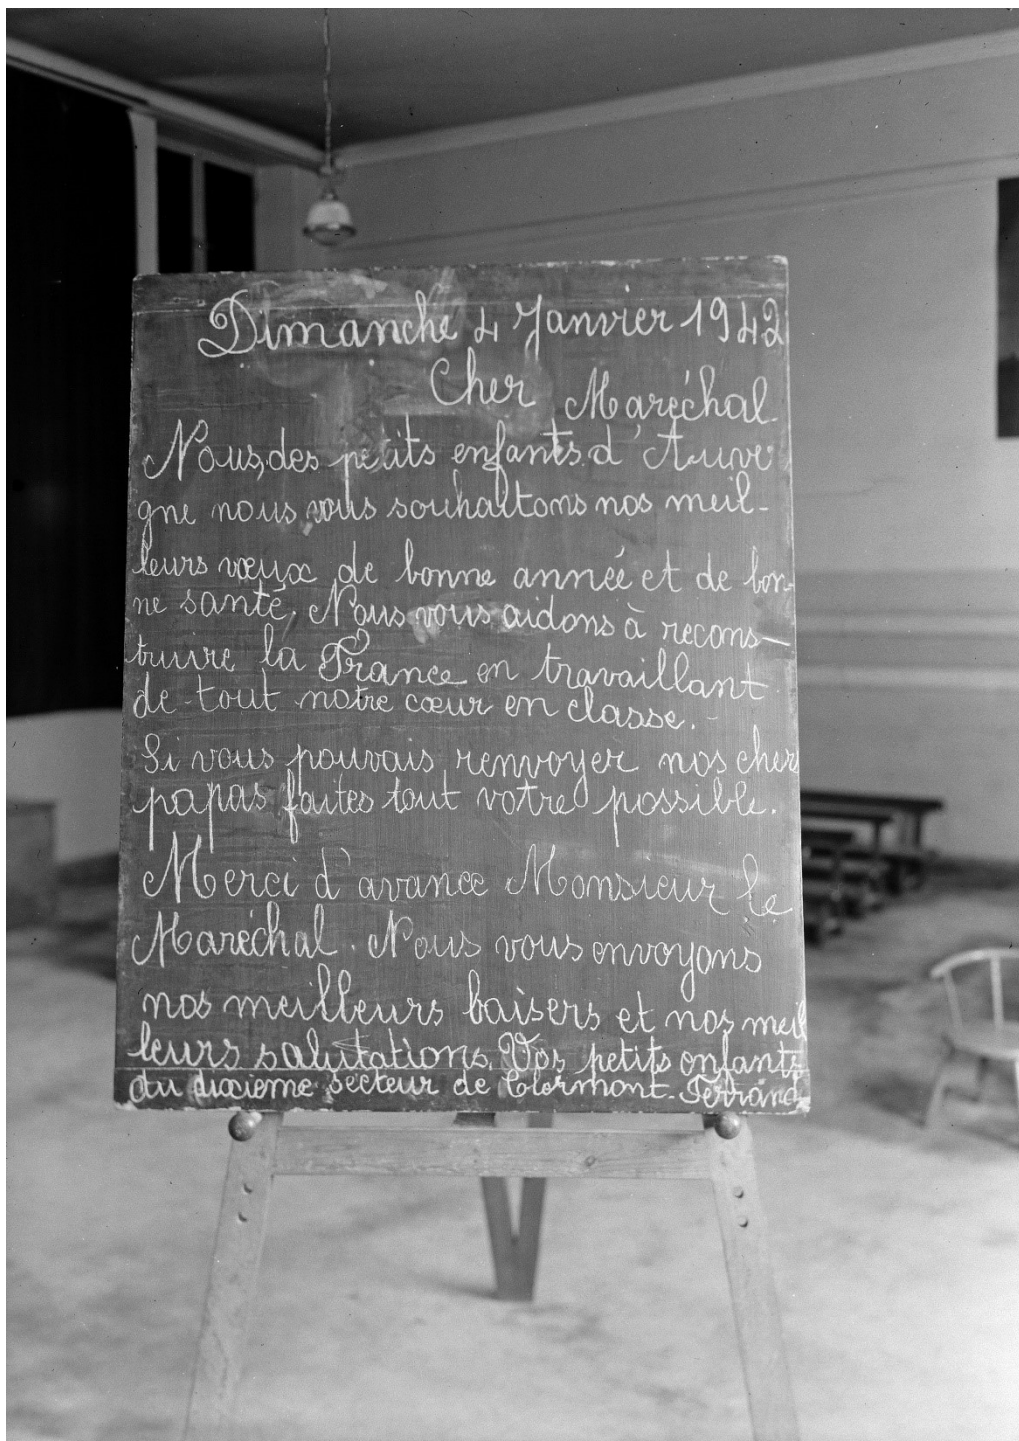 Dimanche 4 Janvier 1942
Cher Maréchal
Nous, des petits enfants d'Auver
gne nous vous souhaitons nos meil-
leurs vœux de bonne année et de bon-
ne santé, Nous vous aidons à recons-
truire la France en travaillant
de tout notre cœur en classe.-
Si vous pouvais renvoyer nos chers
papas faites tout votre possible.
Merci d'avance Monsieur le
Maréchal. Nous vous envoyons
nos meilleurs baisers et nos meil
leurs salutations. Vos petits enfants
du dixième secteur de Clermont-Ferrand